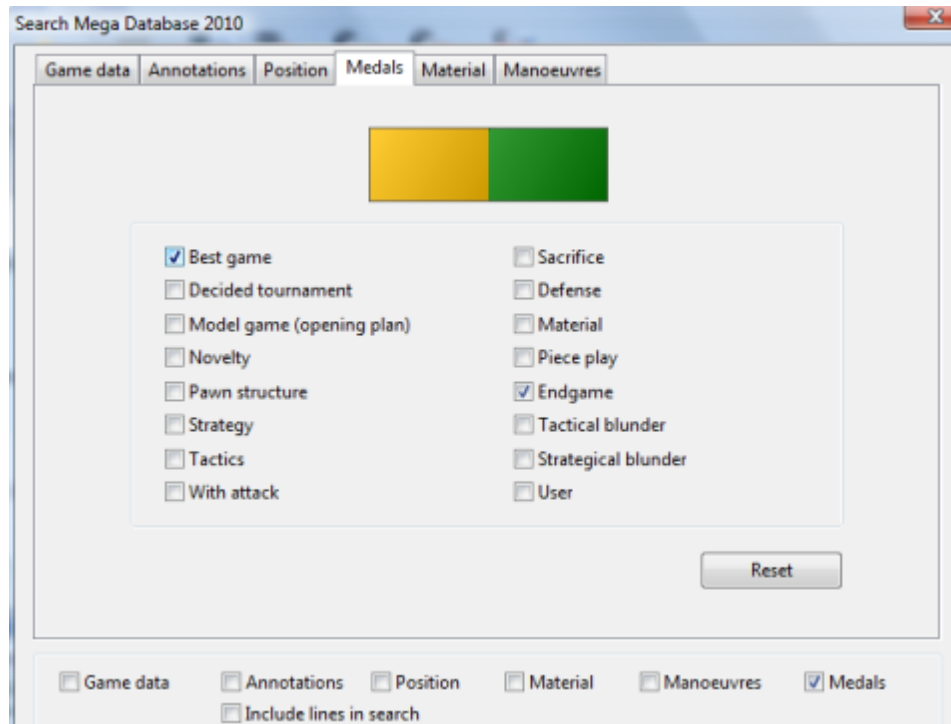 Search Mega Database 2010
Game data Annotations Position Medals Material Manoeuvres
Best game
Decided tournament
Model game (opening plan)
Novelty
Pawn structure
Strategy
Tactics
With attack
Sacrifice
Defense
Material
Piece play
Endgame
Tactical blunder
Strategical blunder
User
Reset
Game data Annotations Position Material Manoeuvres Medals
Include lines in search